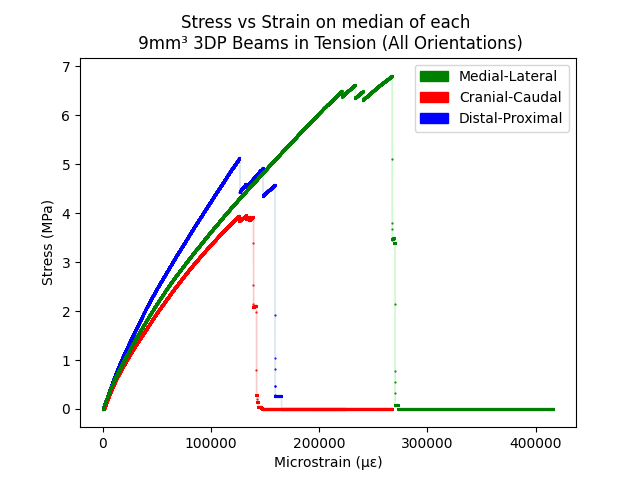 Stress vs Strain on median of each
9mm³ 3DP Beams in Tension (All Orientations)
7
6
5
4
3
2
1
0
Stress (MPa)
Medial-Lateral
Cranial-Caudal
Distal-Proximal
0 100000 200000 300000 400000
Microstrain (με)